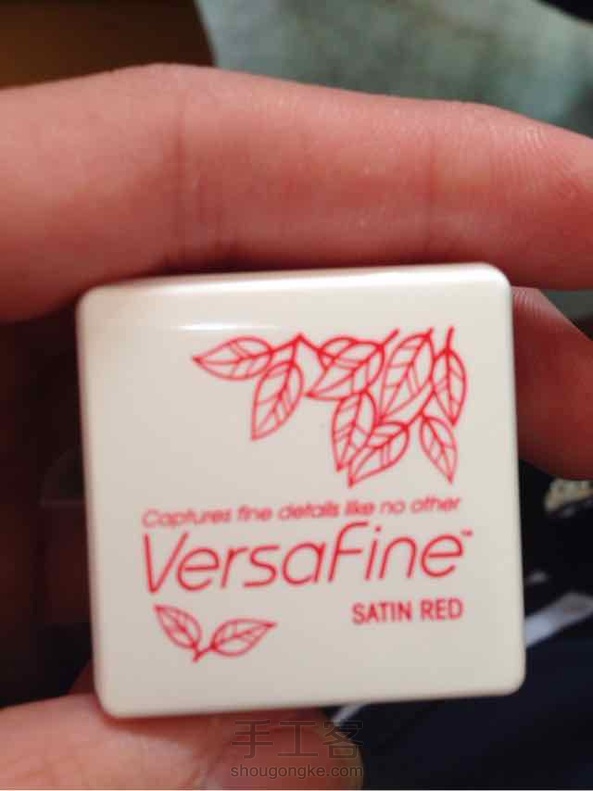 Captures fine details like no other
VersaFine™
SATIN RED
手工客
shougongke.com